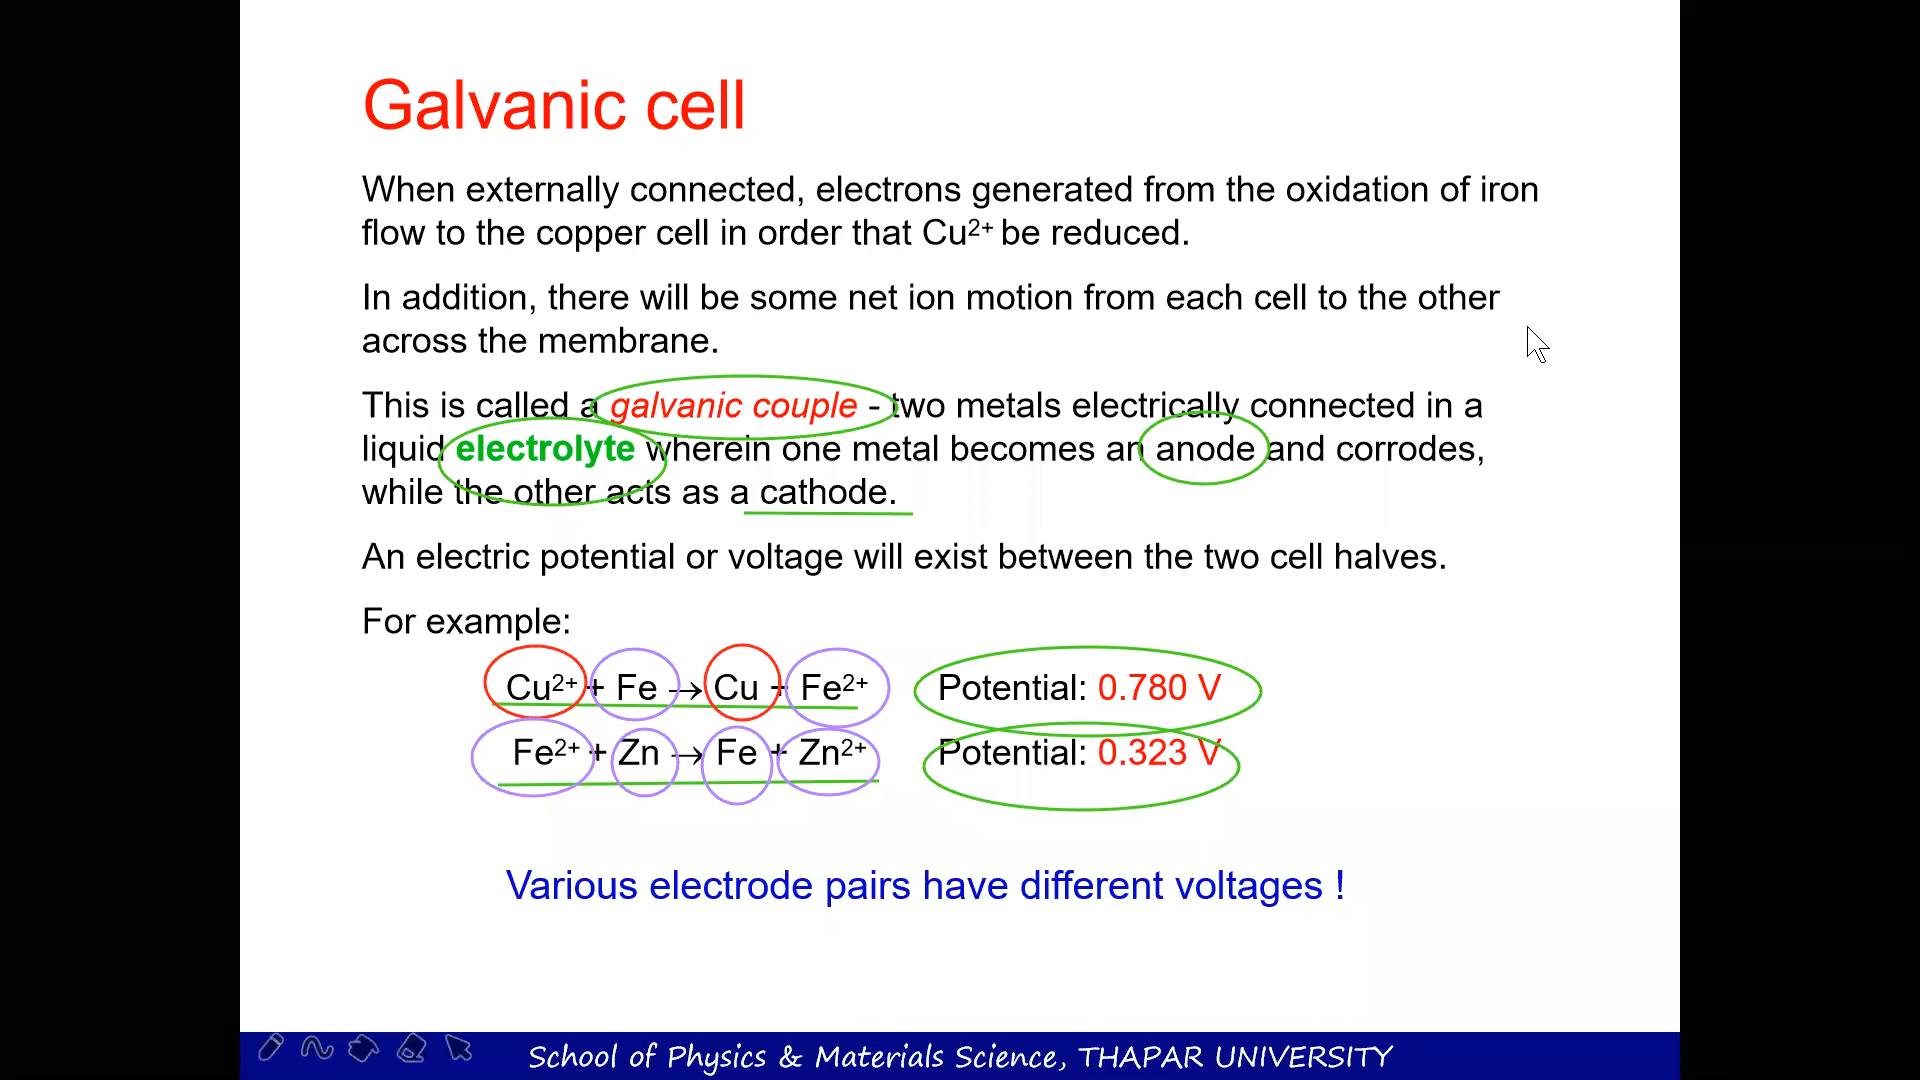 Galvanic cell
When externally connected, electrons generated from the oxidation of iron
flow to the copper cell in order that Cu²⁺ be reduced.
In addition, there will be some net ion motion from each cell to the other
across the membrane.
This is called a galvanic couple - two metals electrically connected in a
liquid electrolyte wherein one metal becomes an anode and corrodes,
while the other acts as a cathode.
An electric potential or voltage will exist between the two cell halves.
For example:
Cu²⁺ + Fe → Cu + Fe²⁺ Potential: 0.780 V
Fe²⁺ + Zn → Fe + Zn²⁺ Potential: 0.323 V
Various electrode pairs have different voltages !
School of Physics & Materials Science, THAPAR UNIVERSITY